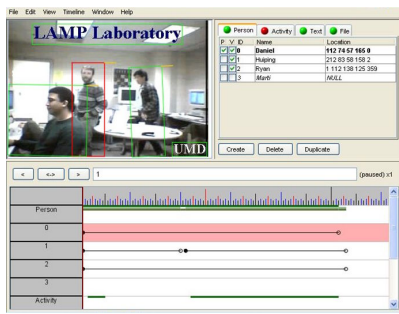 File Edit View Timeline Window Help
LAMP Laboratory
UMD
Person Activity Text File
P V ID Name Location
0 Daniel 112 74 57 165 0
1 Huiping 212 83 58 158 2
2 Ryan 1 112 138 125 359
3 Marti NULL
Create Delete Duplicate
< <-> > 1 (paused) x1
Person
0
1
2
3
Activity